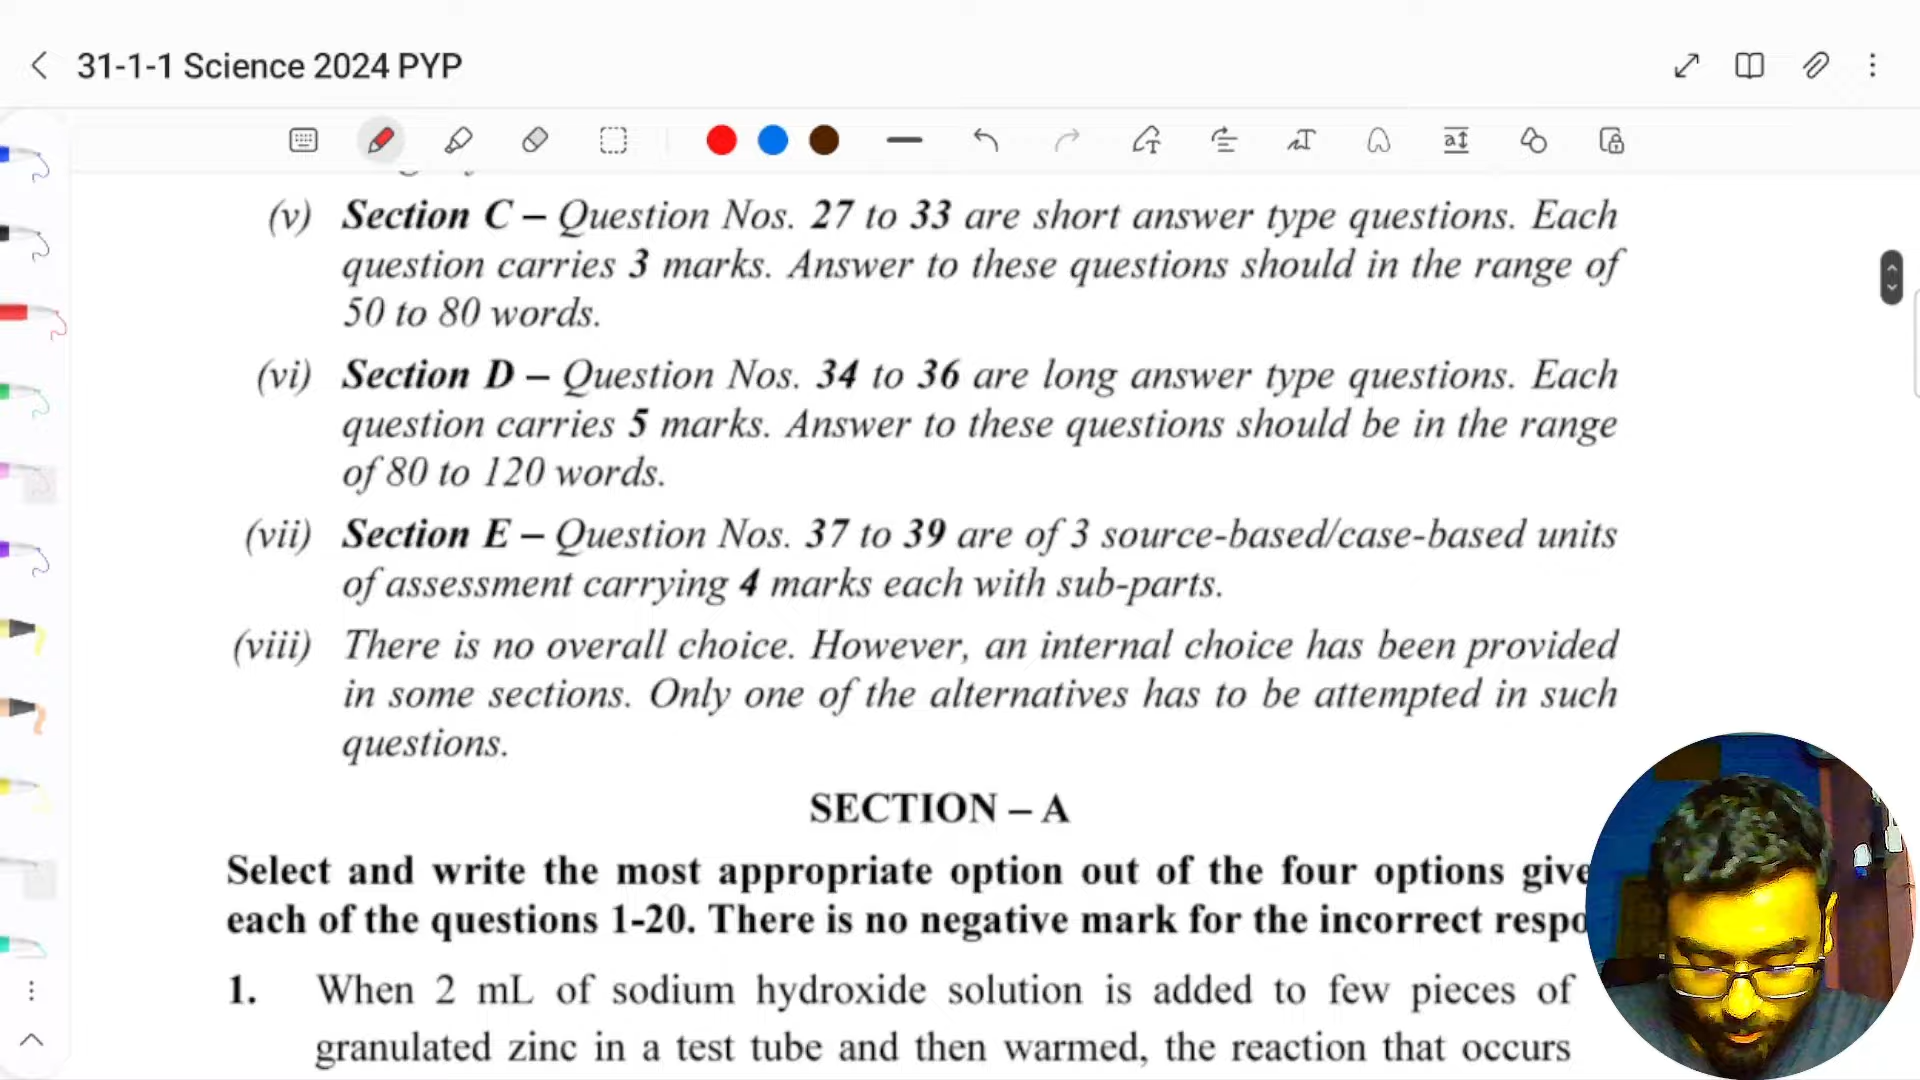 31-1-1 Science 2024 PYP
(v) Section C – Question Nos. 27 to 33 are short answer type questions. Each
question carries 3 marks. Answer to these questions should in the range of
50 to 80 words.
(vi) Section D – Question Nos. 34 to 36 are long answer type questions. Each
question carries 5 marks. Answer to these questions should be in the range
of 80 to 120 words.
(vii) Section E – Question Nos. 37 to 39 are of 3 source-based/case-based units
of assessment carrying 4 marks each with sub-parts.
(viii) There is no overall choice. However, an internal choice has been provided
in some sections. Only one of the alternatives has to be attempted in such
questions.
SECTION – A
Select and write the most appropriate option out of the four options give
each of the questions 1-20. There is no negative mark for the incorrect respo
1. When 2 mL of sodium hydroxide solution is added to few pieces of
granulated zinc in a test tube and then warmed, the reaction that occurs